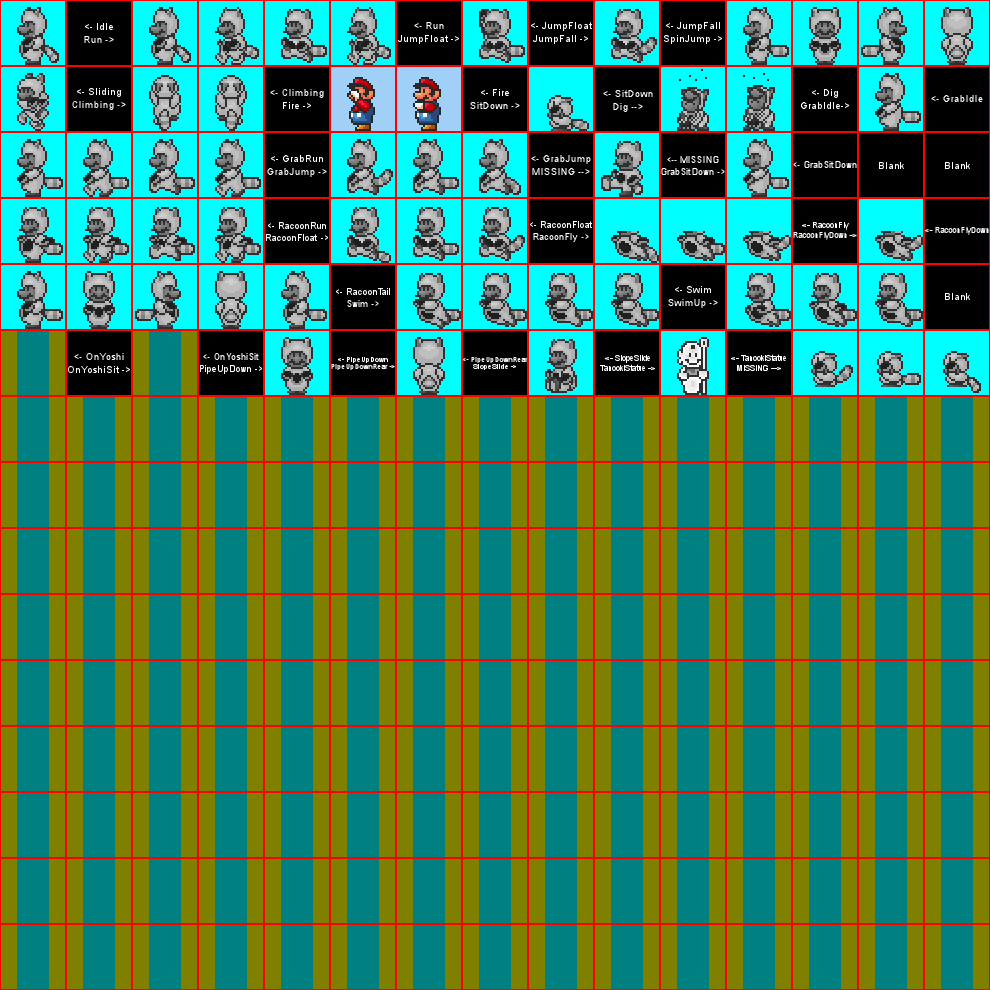 <- Idle
Run ->
<- Run
JumpFloat ->
<- JumpFloat
JumpFall ->
<- JumpFall
SpinJump ->
<- Sliding
Climbing ->
<- Climbing
Fire ->
<- Fire
SitDown ->
<- SitDown
Dig -->
<- Dig
GrabIdle->
<- GrabIdle
<- GrabRun
GrabJump ->
<- GrabJump
MISSING -->
<-- MISSING
GrabSitDown ->
<- GrabSitDown
Blank
Blank
<- RacoonRun
RacoonFloat ->
<- RacoonFloat
RacoonFly ->
<- RacoonFly
RacoonFlyDown ->
<- RacoonFlyDown
<- RacoonTail
Swim ->
<- Swim
SwimUp ->
Blank
<- OnYoshi
OnYoshiSit ->
<- OnYoshiSit
PipeUpDown ->
<- PipeUpDown
PipeUpDownRear ->
<- PipeUpDownRear
SlopeSlide ->
<- SlopeSlide
TanookiStatue -->
<- TanookiStatue
MISSING -->